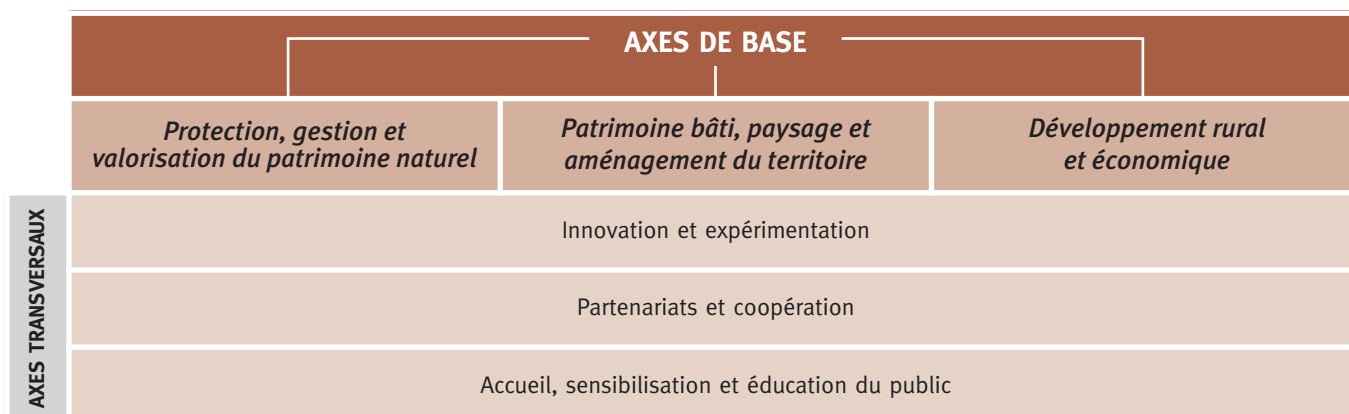 AXES DE BASE
Protection, gestion et
valorisation du patrimoine naturel
Patrimoine bâti, paysage et
aménagement du territoire
Développement rural
et économique
AXES TRANSVERSAUX
Innovation et expérimentation
Partenariats et coopération
Accueil, sensibilisation et éducation du public